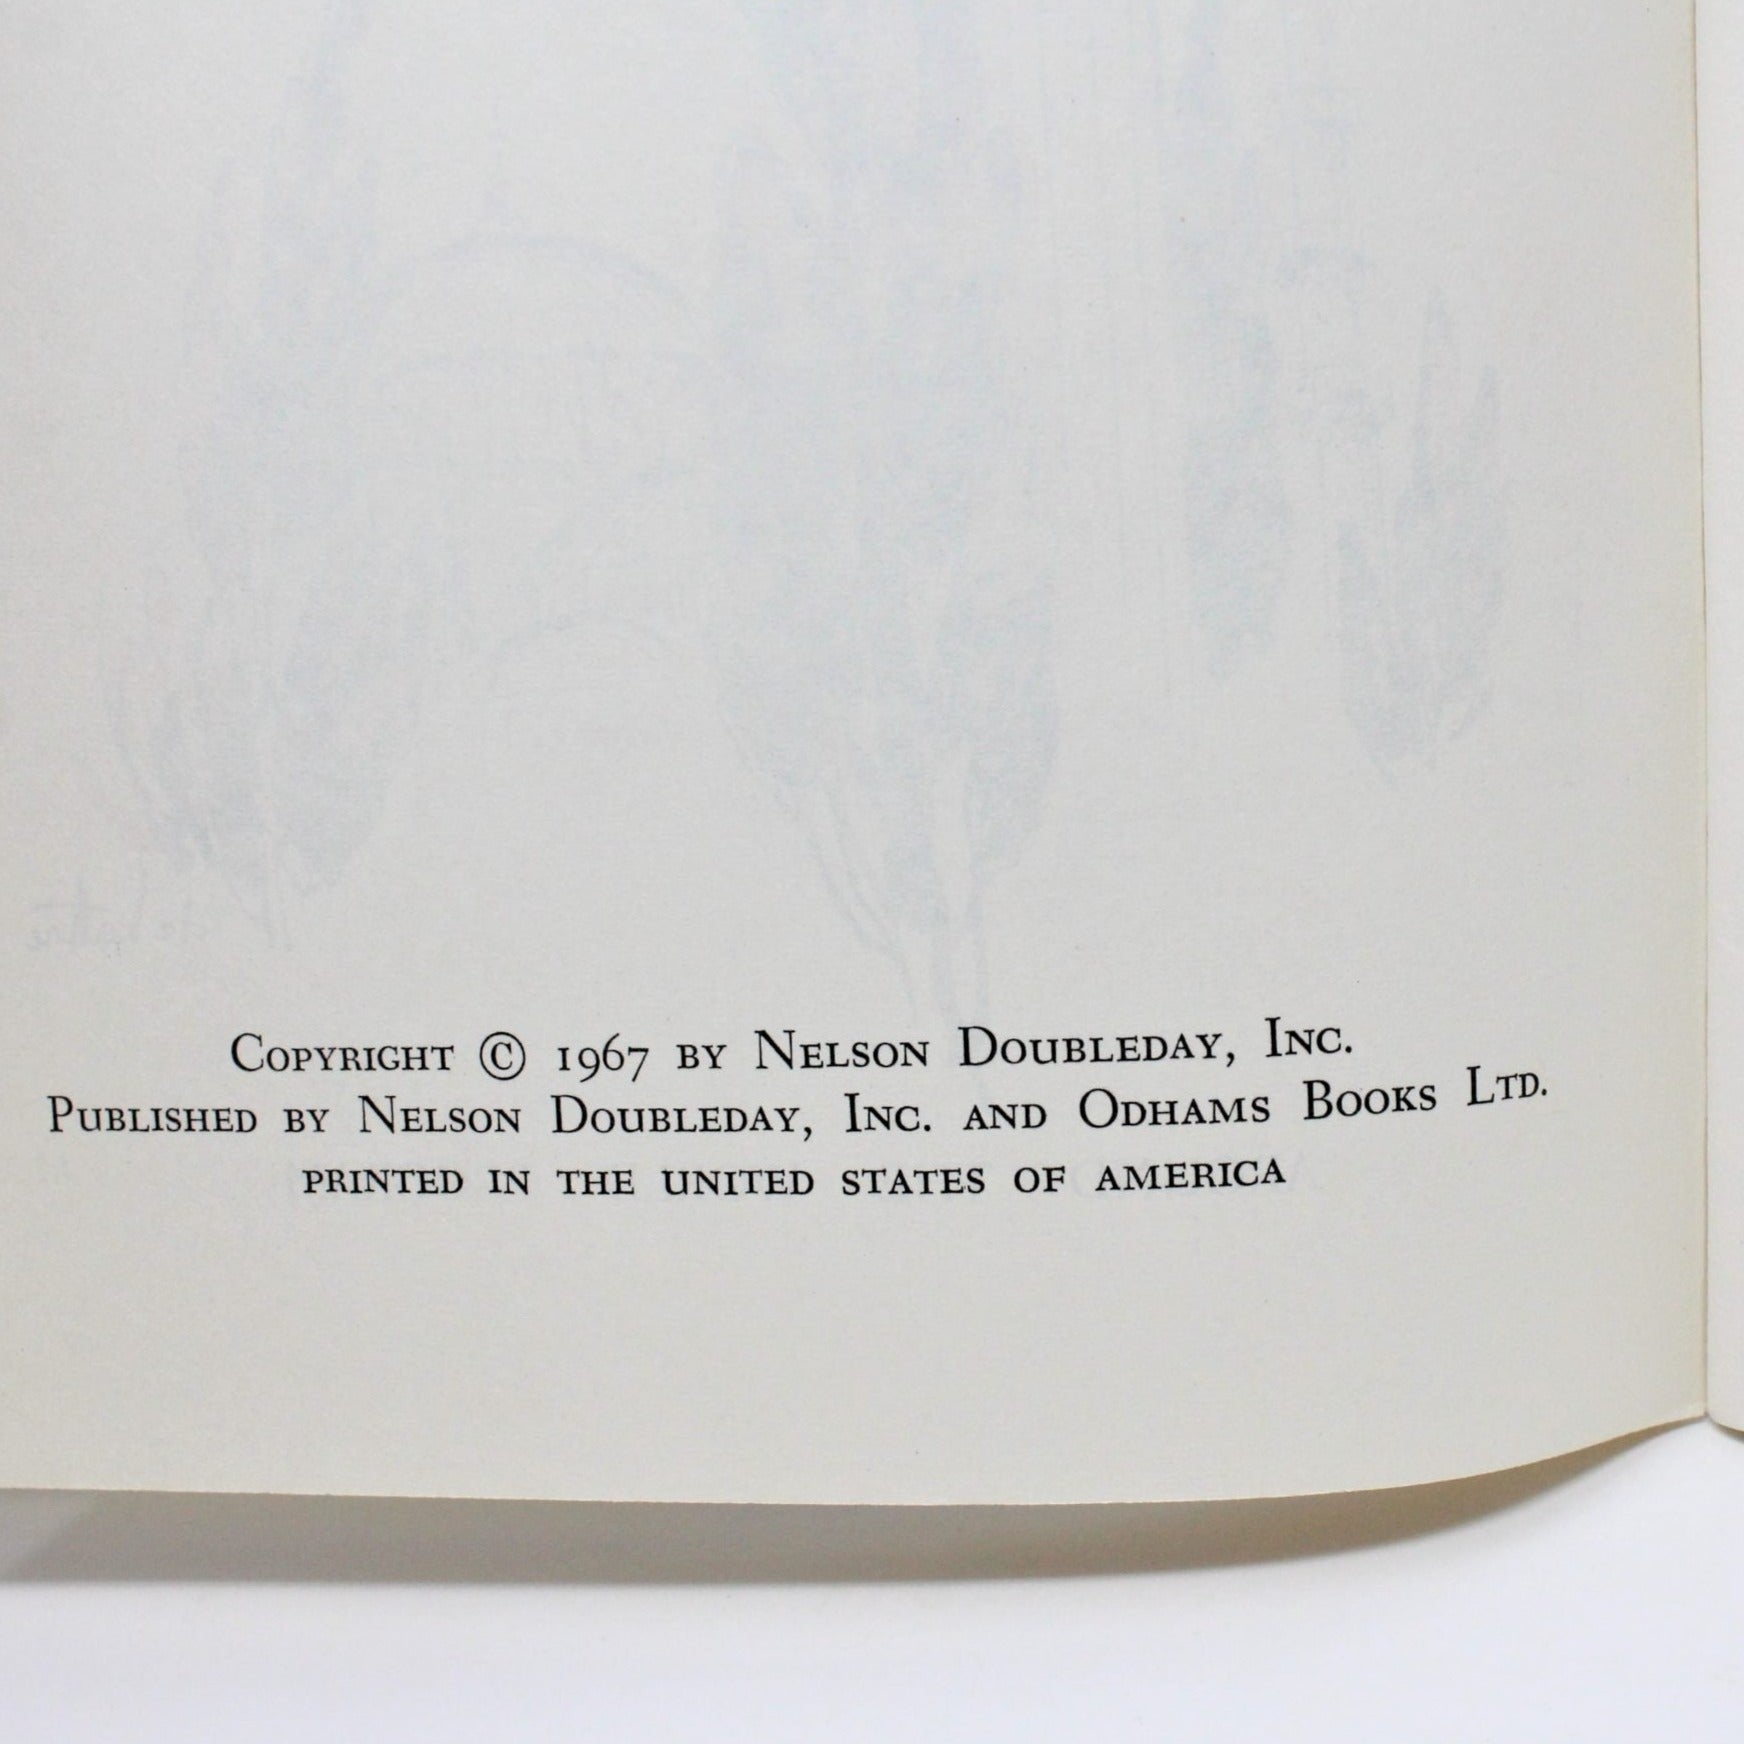 Copyright © 1967 by Nelson Doubleday, Inc.
Published by Nelson Doubleday, Inc. and Odhams Books Ltd.
PRINTED IN THE UNITED STATES OF AMERICA